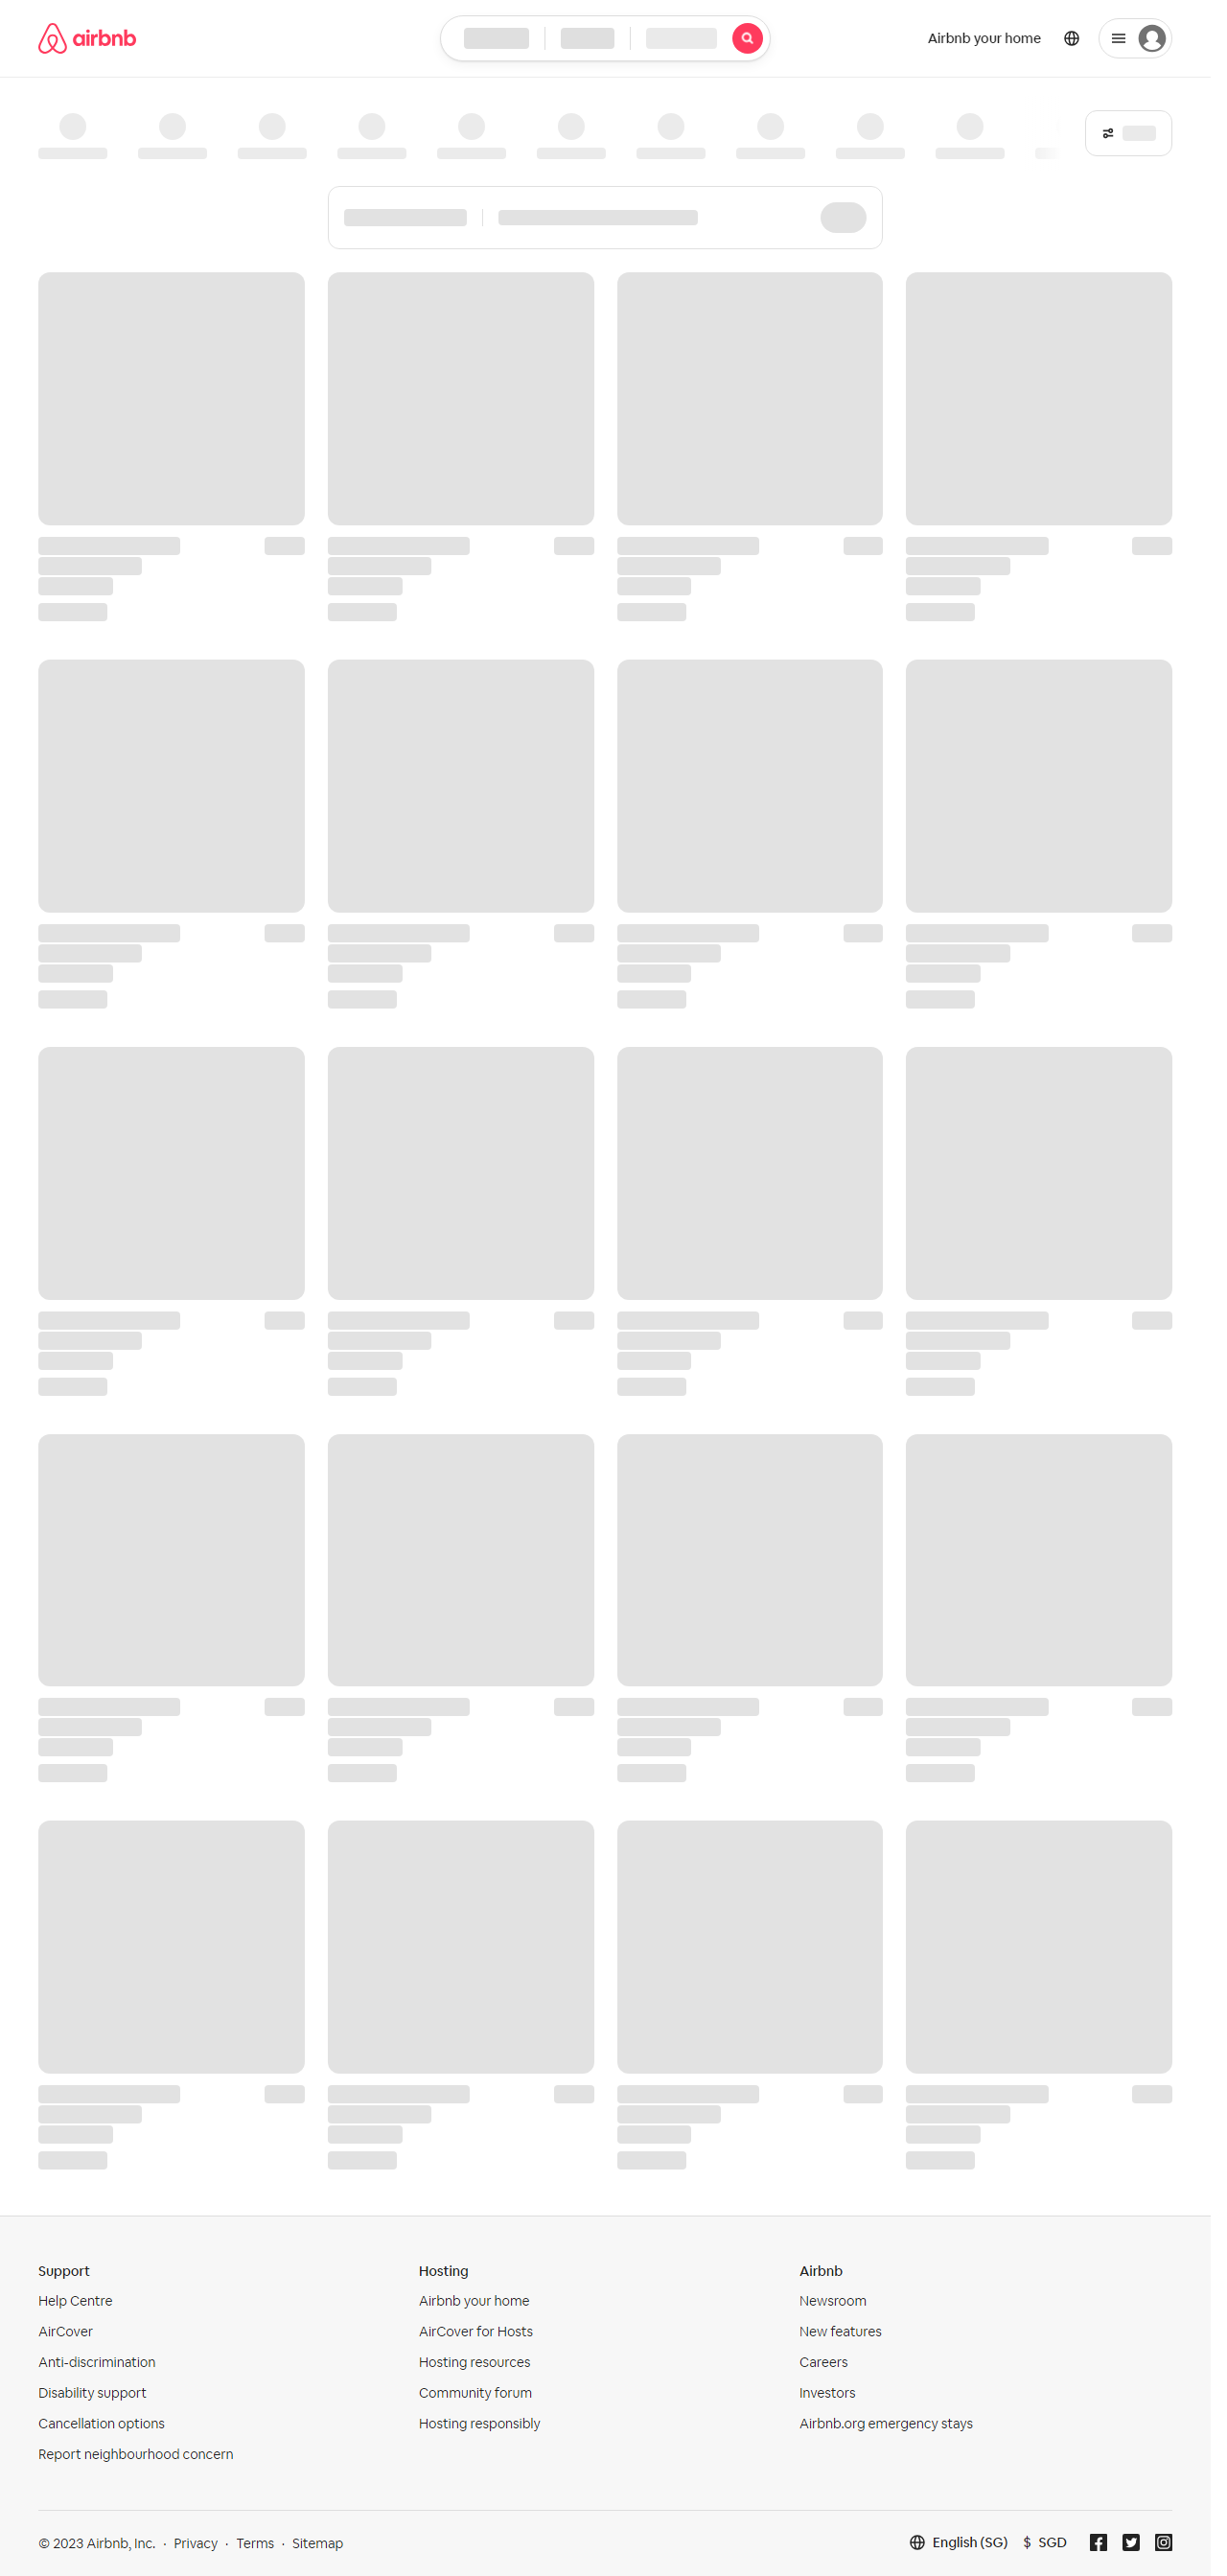 airbnb
Airbnb your home
Support
Help Centre
AirCover
Anti-discrimination
Disability support
Cancellation options
Report neighbourhood concern
Hosting
Airbnb your home
AirCover for Hosts
Hosting resources
Community forum
Hosting responsibly
Airbnb
Newsroom
New features
Careers
Investors
Airbnb.org emergency stays
© 2023 Airbnb, Inc. · Privacy · Terms · Sitemap
English (SG) $ SGD